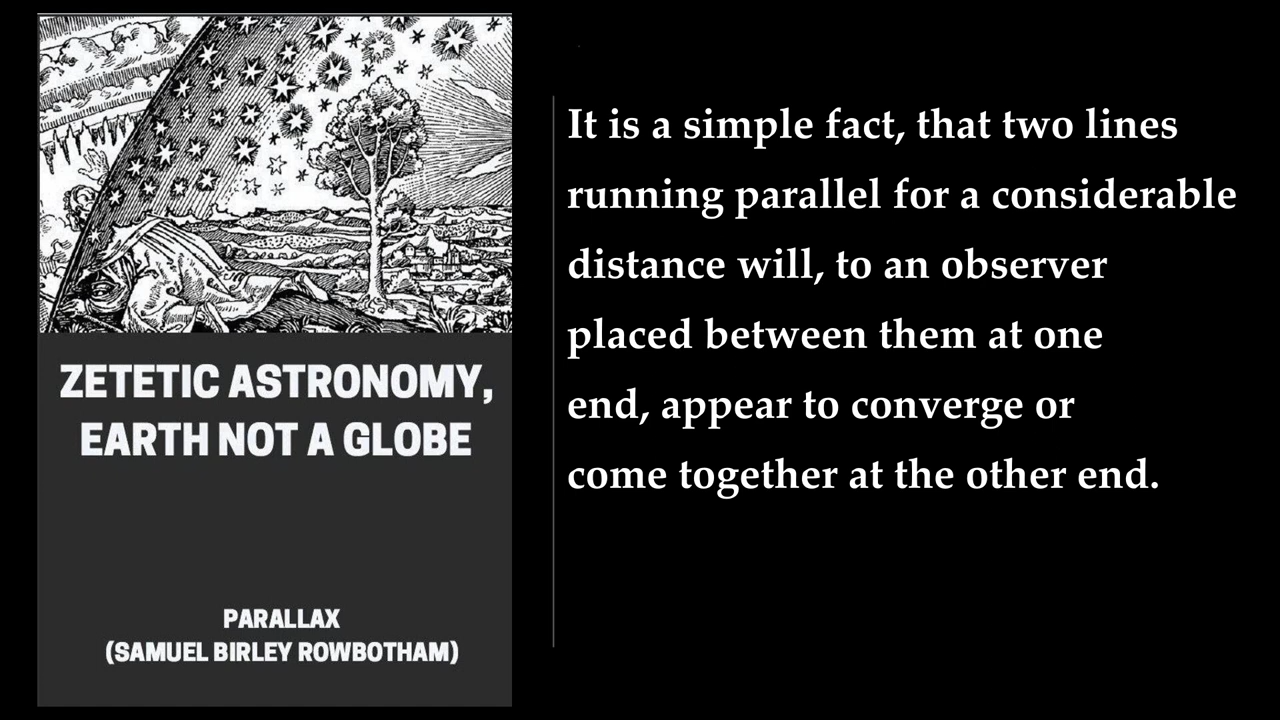 ZETETIC ASTRONOMY,
EARTH NOT A GLOBE
PARALLAX
(SAMUEL BIRLEY ROWBOTHAM)
It is a simple fact, that two lines
running parallel for a considerable
distance will, to an observer
placed between them at one
end, appear to converge or
come together at the other end.